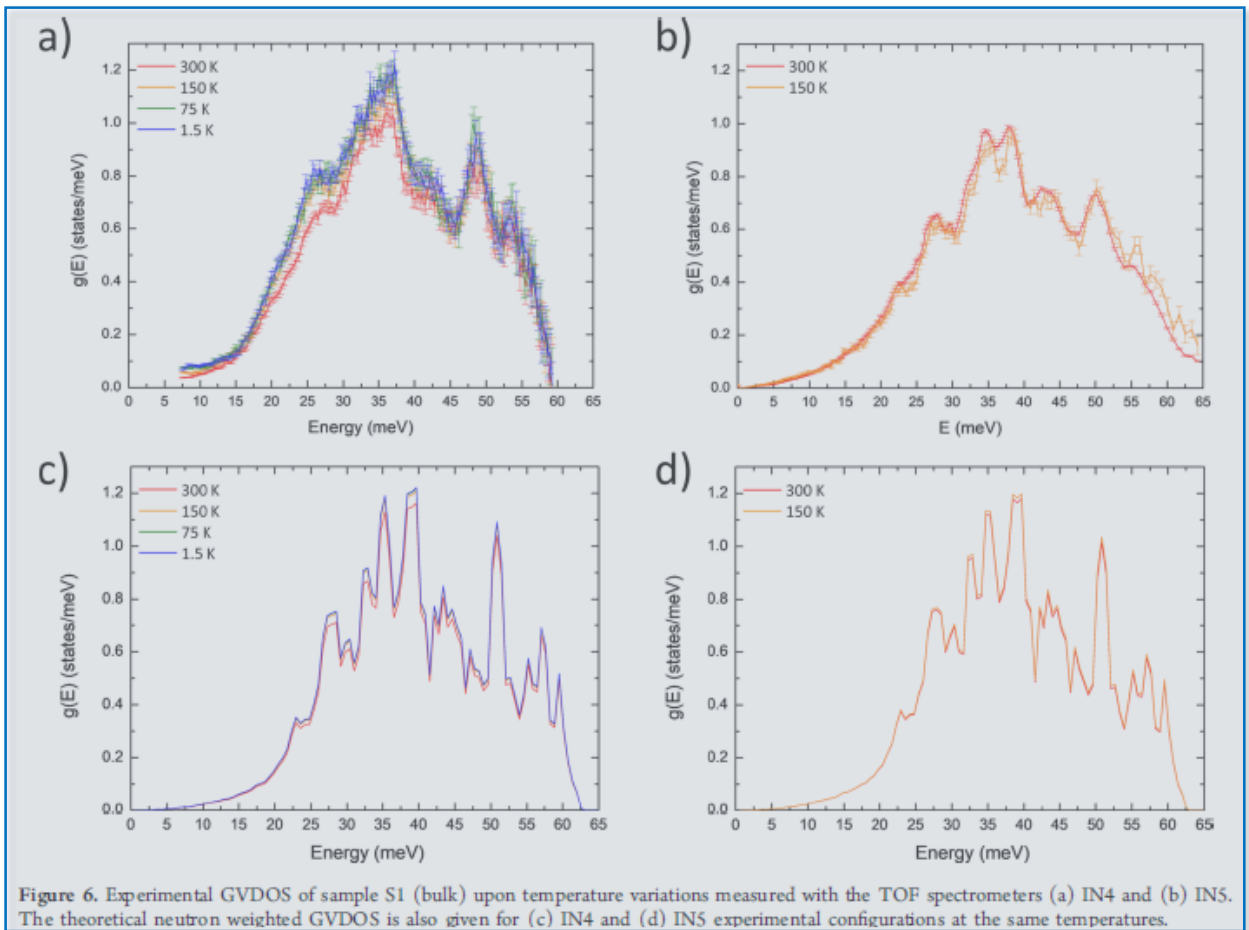 a)
1.2
1.0
0.8
0.6
0.4
0.2
0.0
g(E) (states/meV)
300 K
150 K
75 K
1.5 K
0 5 10 15 20 25 30 35 40 45 50 55 60 65
Energy (meV)
b)
1.2
1.0
0.8
0.6
0.4
0.2
0.0
g(E) (states/meV)
300 K
150 K
0 5 10 15 20 25 30 35 40 45 50 55 60 65
E (meV)
c)
1.2
1.0
0.8
0.6
0.4
0.2
0.0
g(E) (states/meV)
300 K
150 K
75 K
1.5 K
0 5 10 15 20 25 30 35 40 45 50 55 60 65
Energy (meV)
d)
1.2
1.0
0.8
0.6
0.4
0.2
0.0
g(E) (states/meV)
300 K
150 K
0 5 10 15 20 25 30 35 40 45 50 55 60 65
Energy (meV)
Figure 6. Experimental GVDOS of sample S1 (bulk) upon temperature variations measured with the TOF spectrometers (a) IN4 and (b) IN5.
The theoretical neutron weighted GVDOS is also given for (c) IN4 and (d) IN5 experimental configurations at the same temperatures.